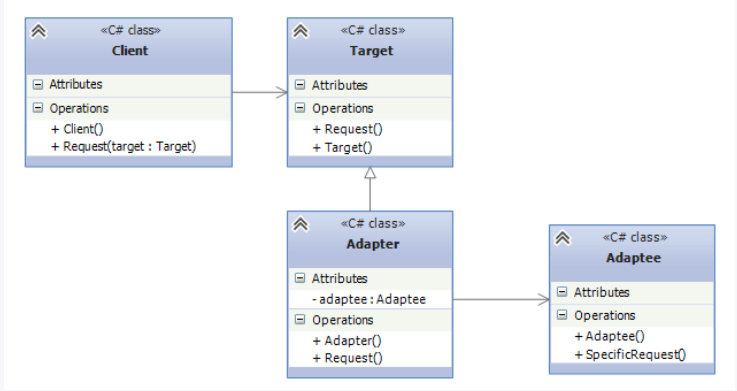 «C# class»
Client
Attributes
Operations
+ Client()
+ Request(target : Target)
«C# class»
Target
Attributes
Operations
+ Request()
+ Target()
«C# class»
Adapter
Attributes
- adaptee : Adaptee
Operations
+ Adapter()
+ Request()
«C# class»
Adaptee
Attributes
Operations
+ Adaptee()
+ SpecificRequest()